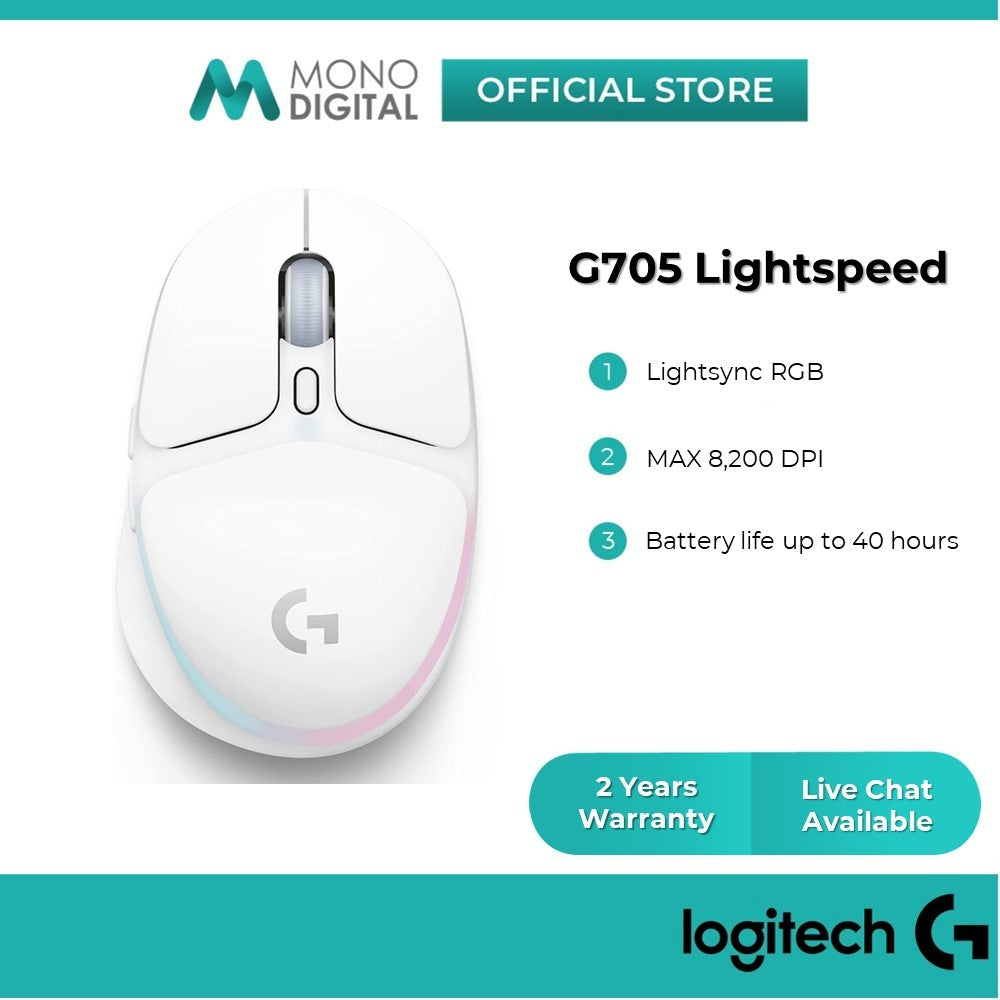 MONO
DIGITAL
OFFICIAL STORE
G705 Lightspeed
1 Lightsync RGB
2 MAX 8,200 DPI
3 Battery life up to 40 hours
2 Years
Warranty
Live Chat
Available
logitech G